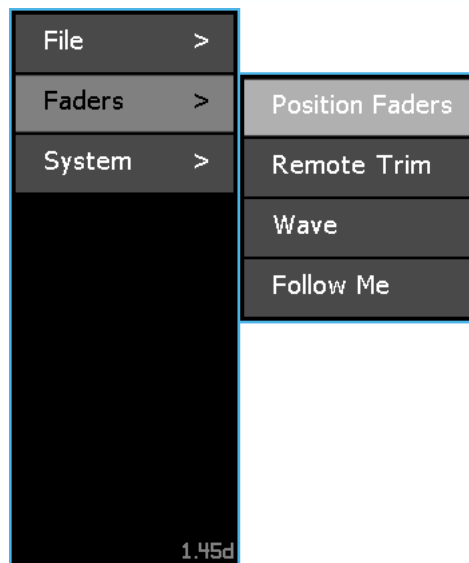 File >
Faders >
System >
Position Faders
Remote Trim
Wave
Follow Me
1.45d